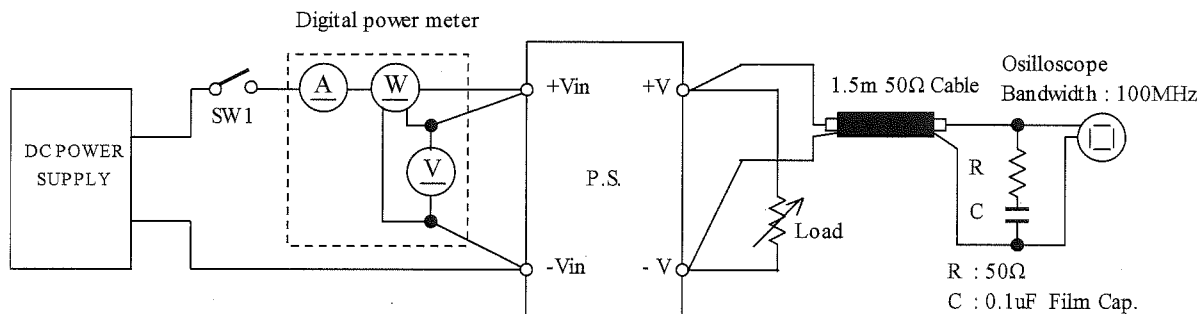 Digital power meter
SW1
A
W
V
DC POWER
SUPPLY
+Vin
-Vin
P.S.
+V
- V
Load
1.5m 50Ω Cable
Osilloscope
Bandwidth : 100MHz
R
C
R : 50Ω
C : 0.1uF Film Cap.